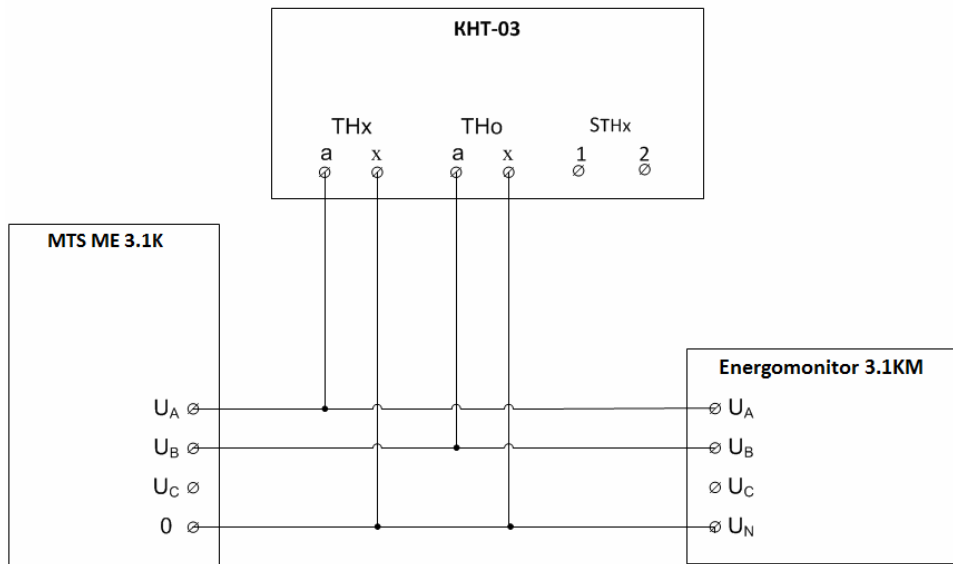 КНТ-03
THx THo STHx
a x a x 1 2
MTS ME 3.1K
UA
UB
UC
0
Energomonitor 3.1KM
UA
UB
UC
UN